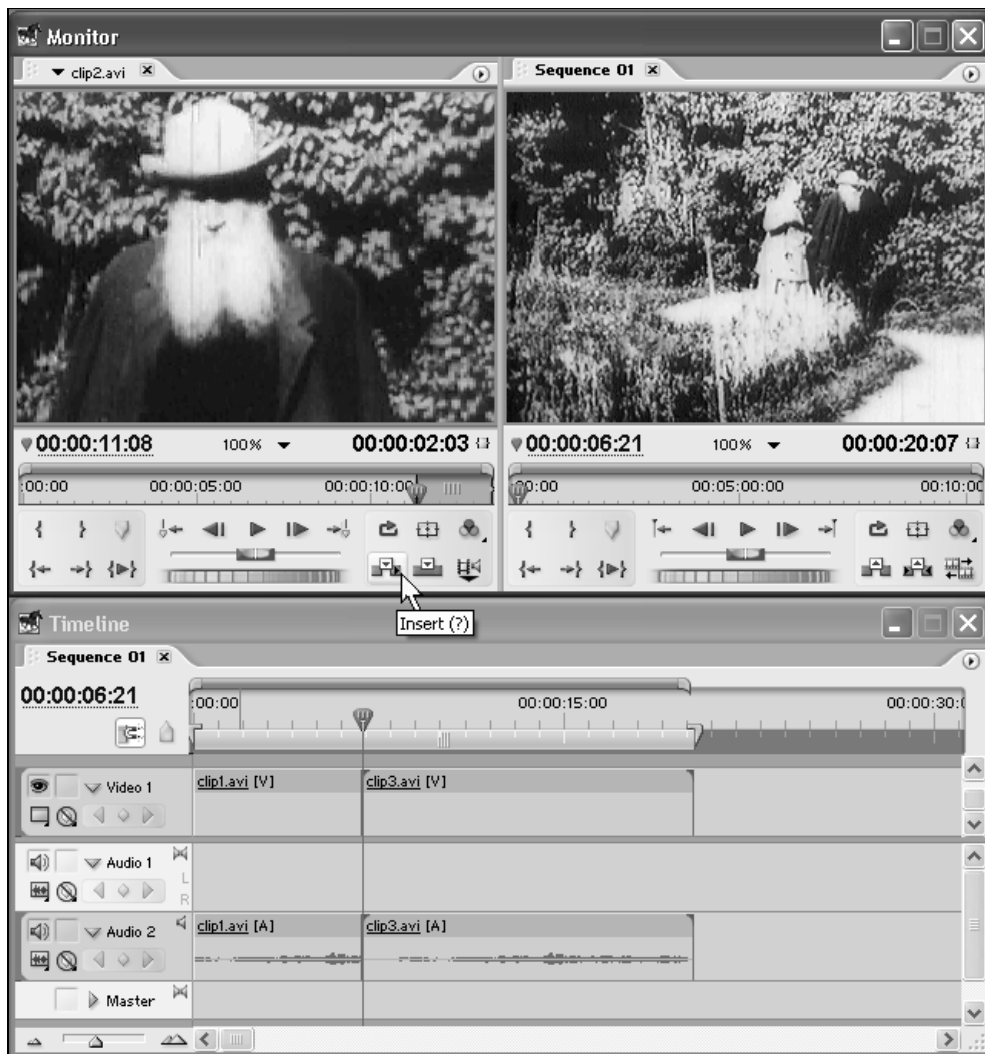 Monitor
clip2.avi
Sequence 01
00:00:11:08 100% 00:00:02:03
00:00:06:21 100% 00:00:20:07
:00:00 00:00:05:00 00:00:10:00
00:05:00:00 00:10:00
Insert (?)
Timeline
Sequence 01
00:00:06:21
:00:00 00:00:15:00 00:00:30:0
Video 1
clip1.avi [V] clip3.avi [V]
Audio 1
L
R
Audio 2
clip1.avi [A] clip3.avi [A]
Master